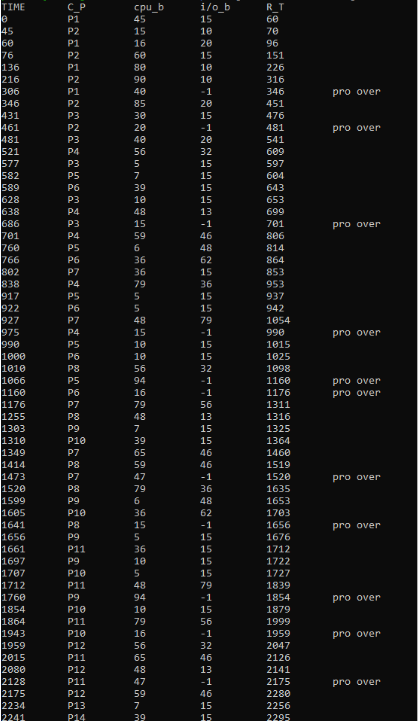 TIME C_P cpu_b i/o_b R_T
0 P1 45 15 60
45 P2 15 10 70
60 P1 16 20 96
76 P2 60 15 151
136 P1 80 10 226
216 P2 90 10 316
306 P1 40 -1 346 pro over
346 P2 85 20 451
431 P3 30 15 476
461 P2 20 -1 481 pro over
481 P3 40 20 541
521 P4 56 32 609
577 P3 5 15 597
582 P5 7 15 604
589 P6 39 15 643
628 P3 10 15 653
638 P4 48 13 699
686 P3 15 -1 701 pro over
701 P4 59 46 806
760 P5 6 48 814
766 P6 36 62 864
802 P7 36 15 853
838 P4 79 36 953
917 P5 5 15 937
922 P6 5 15 942
927 P7 48 79 1054
975 P4 15 -1 990 pro over
990 P5 10 15 1015
1000 P6 10 15 1025
1010 P8 56 32 1098
1066 P5 94 -1 1160 pro over
1160 P6 16 -1 1176 pro over
1176 P7 79 56 1311
1255 P8 48 13 1316
1303 P9 7 15 1325
1310 P10 39 15 1364
1349 P7 65 46 1460
1414 P8 59 46 1519
1473 P7 47 -1 1520 pro over
1520 P8 79 36 1635
1599 P9 6 48 1653
1605 P10 36 62 1703
1641 P8 15 -1 1656 pro over
1656 P9 5 15 1676
1661 P11 36 15 1712
1697 P9 10 15 1722
1707 P10 5 15 1727
1712 P11 48 79 1839
1760 P9 94 -1 1854 pro over
1854 P10 10 15 1879
1864 P11 79 56 1999
1943 P10 16 -1 1959 pro over
1959 P12 56 32 2047
2015 P11 65 46 2126
2080 P12 48 13 2141
2128 P11 47 -1 2175 pro over
2175 P12 59 46 2280
2234 P13 7 15 2256
2241 P14 39 15 2295